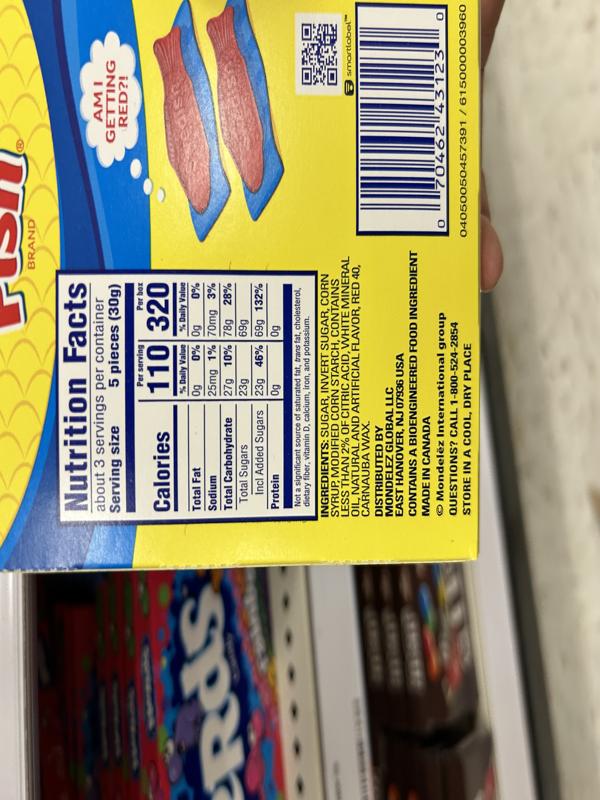 Fish®
BRAND
AM I
GETTING
RED?!
smartlabel™
0 70462 43123 0
04050050457391 / 615000003960
Nutrition Facts
about 3 servings per container
Serving size 5 pieces (30g)
Per serving Per box
Calories 110 320
% Daily Value % Daily Value
Total Fat 0g 0% 0g 0%
Sodium 25mg 1% 70mg 3%
Total Carbohydrate 27g 10% 78g 28%
Total Sugars 23g 69g
Incl Added Sugars 23g 46% 69g 132%
Protein 0g 0g
Not a significant source of saturated fat, trans fat, cholesterol,
dietary fiber, vitamin D, calcium, iron, and potassium.
INGREDIENTS: SUGAR, INVERT SUGAR, CORN
SYRUP, MODIFIED CORN STARCH, CONTAINS
LESS THAN 2% OF CITRIC ACID, WHITE MINERAL
OIL, NATURAL AND ARTIFICIAL FLAVOR, RED 40,
CARNAUBA WAX.
DISTRIBUTED BY
MONDELEZ GLOBAL LLC
EAST HANOVER, NJ 07936 USA
CONTAINS A BIOENGINEERED FOOD INGREDIENT
MADE IN CANADA
© Mondelēz International group
QUESTIONS? CALL 1-800-524-2854
STORE IN A COOL, DRY PLACE
eRDS